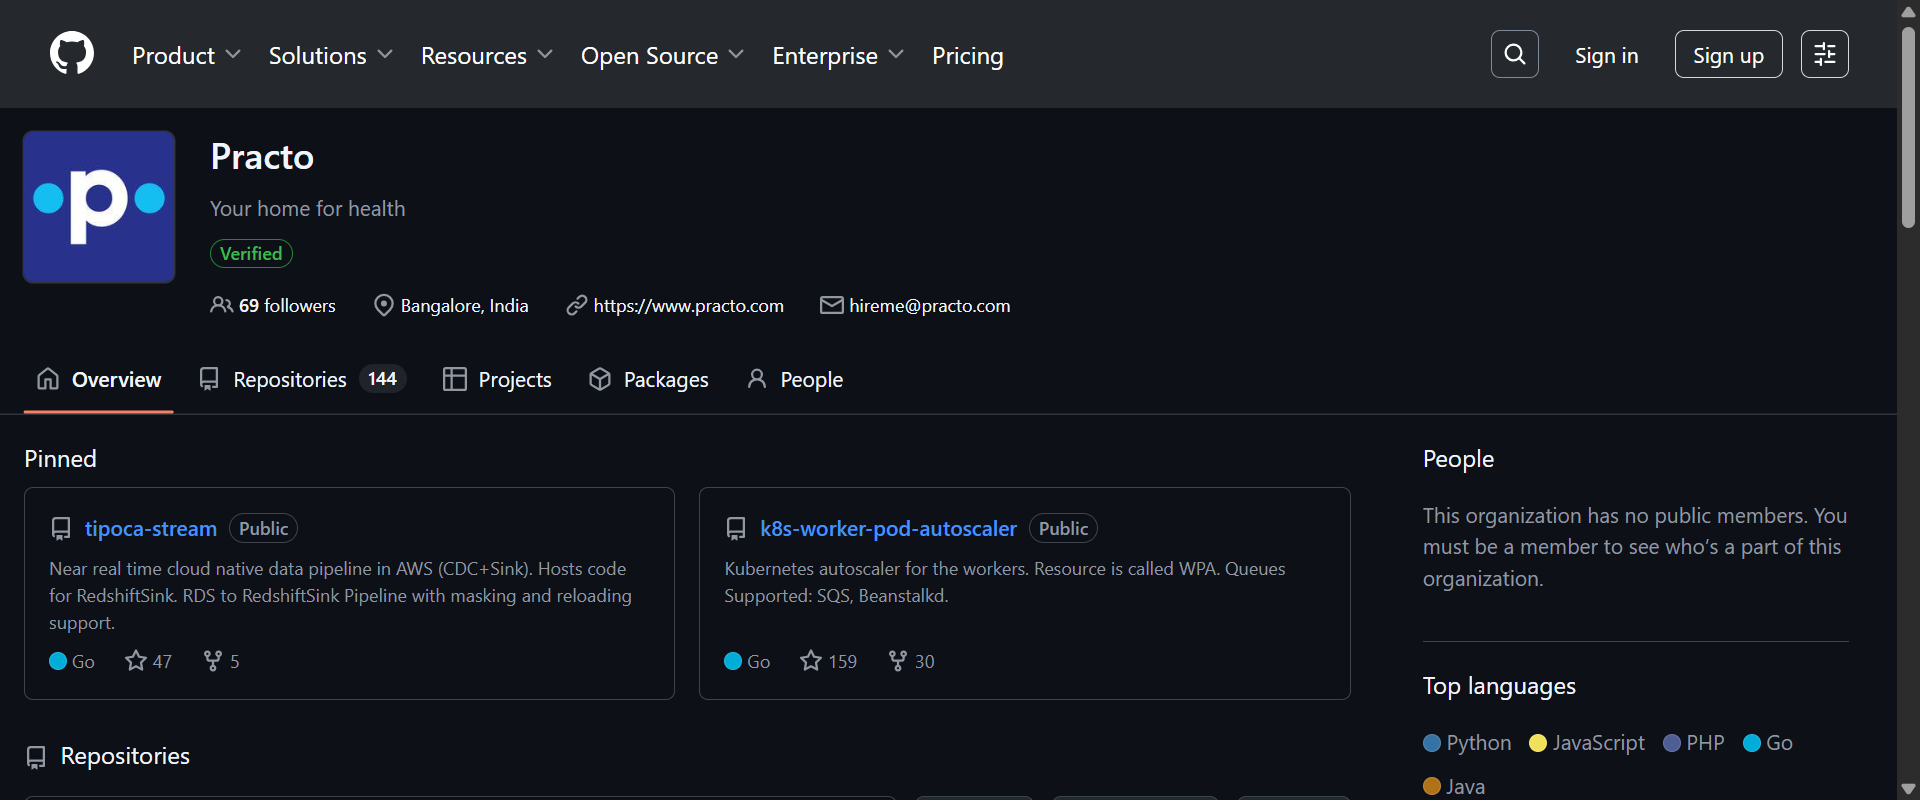 Product Solutions Resources Open Source Enterprise Pricing Sign in Sign up
p
Practo
Your home for health
Verified
69 followers Bangalore, India https://www.practo.com hireme@practo.com
Overview Repositories 144 Projects Packages People
Pinned
tipoca-stream Public
Near real time cloud native data pipeline in AWS (CDC+Sink). Hosts code
for RedshiftSink. RDS to RedshiftSink Pipeline with masking and reloading
support.
Go 47 5
k8s-worker-pod-autoscaler Public
Kubernetes autoscaler for the workers. Resource is called WPA. Queues
Supported: SQS, Beanstalkd.
Go 159 30
Repositories
People
This organization has no public members. You
must be a member to see who’s a part of this
organization.
Top languages
Python JavaScript PHP Go
Java